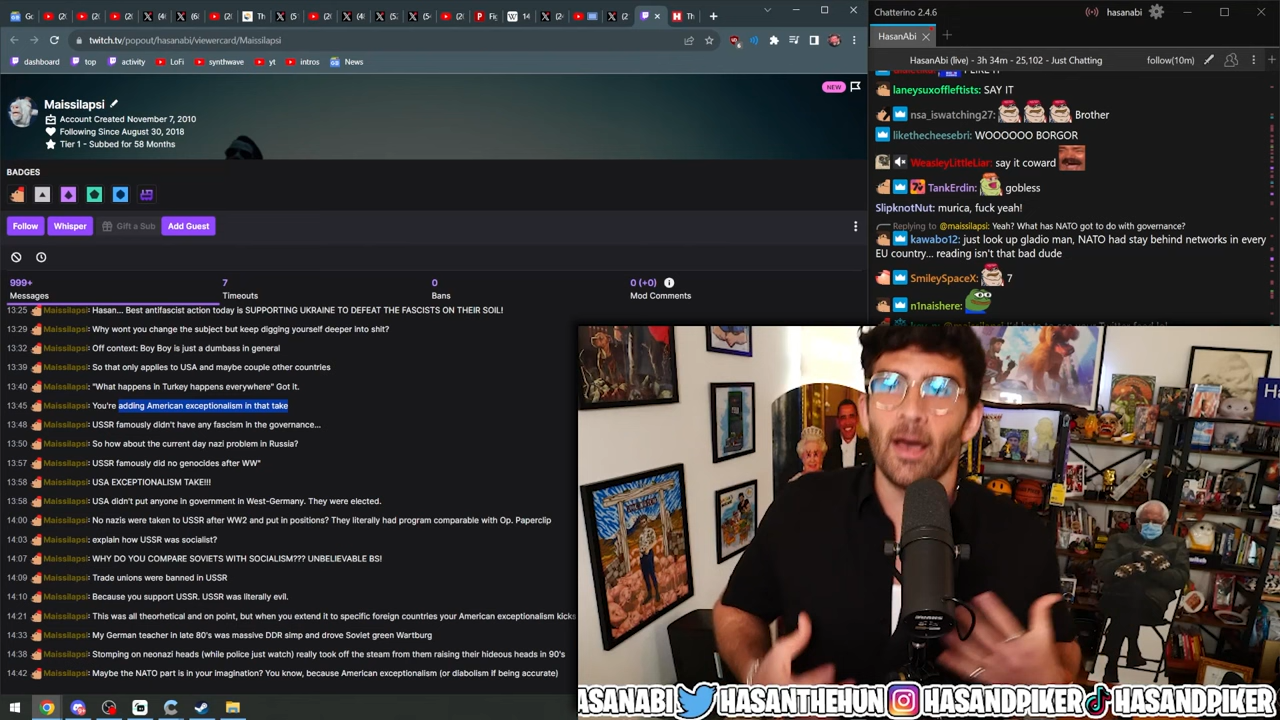 Chatterino 2.4.6
hasanabi
twitch.tv/popout/hasanabi/viewercard/Maissilapsi
HasanAbi
dashboard
top
activity
LoFi
synthwave
yt
intros
News
HasanAbi (live) - 3h 34m - 25,102 - Just Chatting
follow(10m)
laneysuxoffleftists: SAY IT
nsa_iswatching27: Brother
likethecheesebri: WOOOOOO BORGOR
WeasleyLittleLiar: say it coward
TankErdin: gobless
SlipknotNut: murica, fuck yeah!
Replying to @maissilapsi: Yeah? What has NATO got to do with governance?
kawabo12: just look up gladio man, NATO had stay behind networks in every
EU country... reading isn't that bad dude
SmileySpaceX: 7
n1naishere:
Maissilapsi
NEW
Account Created November 7, 2010
Following Since August 30, 2018
Tier 1 - Subbed for 58 Months
BADGES
Follow
Whisper
Gift a Sub
Add Guest
999+
7
0
0 (+0)
Messages
Timeouts
Bans
Mod Comments
13:25 Maissilapsi: Hasan... Best antifascist action today is SUPPORTING UKRAINE TO DEFEAT THE FASCISTS ON THEIR SOIL!
13:29 Maissilapsi: Why wont you change the subject but keep digging yourself deeper into shit?
13:32 Maissilapsi: Off context: Boy Boy is just a dumbass in general
13:39 Maissilapsi: So that only applies to USA and maybe couple other countries
13:40 Maissilapsi: "What happens in Turkey happens everywhere" Got it.
13:45 Maissilapsi: You're adding American exceptionalism in that take
13:48 Maissilapsi: USSR famously didn't have any fascism in the governance...
13:50 Maissilapsi: So how about the current day nazi problem in Russia?
13:57 Maissilapsi: USSR famously did no genocides after WW"
13:58 Maissilapsi: USA EXCEPTIONALISM TAKE!!!
13:58 Maissilapsi: USA didn't put anyone in government in West-Germany. They were elected.
14:00 Maissilapsi: No nazis were taken to USSR after WW2 and put in positions? They literally had program comparable with Op. Paperclip
14:03 Maissilapsi: explain how USSR was socialist?
14:07 Maissilapsi: WHY DO YOU COMPARE SOVIETS WITH SOCIALISM??? UNBELIEVABLE BS!
14:09 Maissilapsi: Trade unions were banned in USSR
14:10 Maissilapsi: Because you support USSR. USSR was literally evil.
14:21 Maissilapsi: This was all theorhetical and on point, but when you extend it to specific foreign countries your American exceptionalism kicks
14:33 Maissilapsi: My German teacher in late 80's was massive DDR simp and drove Soviet green Wartburg
14:38 Maissilapsi: Stomping on neonazi heads (while police just watch) really took off the steam from them raising their hideous heads in 90's
14:42 Maissilapsi: Maybe the NATO part is in your imagination? You know, because American exceptionalism (or diabolism if being accurate)
ASANABI HASANTHEHUN HASANDPIKER HASANDPIKER